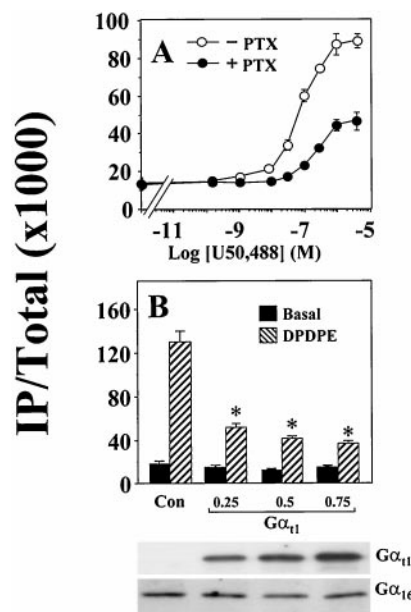 IP/Total (x1000)
A
− PTX
+ PTX
100
80
60
40
20
0
-11 -9 -7 -5
Log [U50,488] (M)
B
Basal
DPDPE
160
120
80
40
00
* * *
Con 0.25 0.5 0.75
Gαt1
Gαt1
Gα16